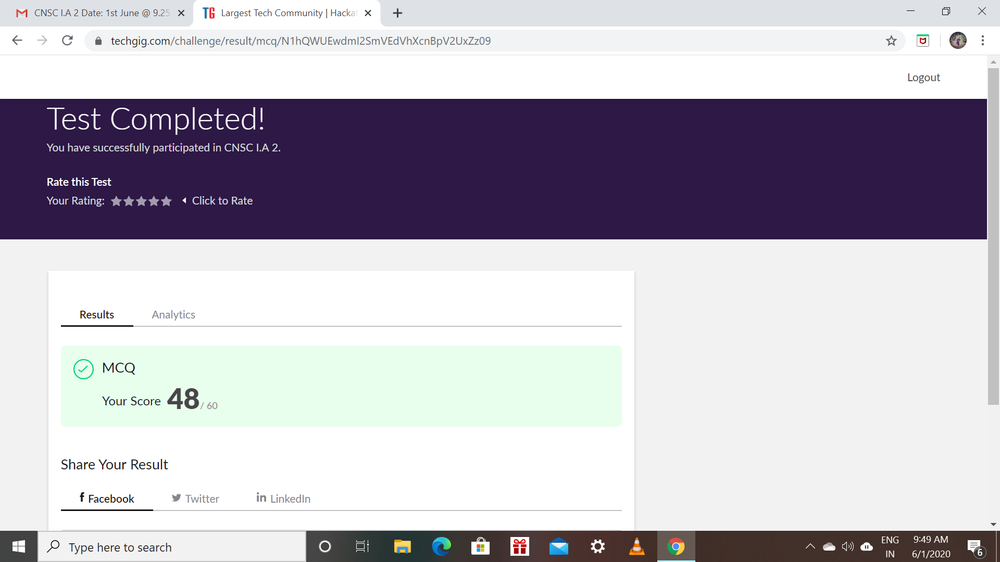 CNSC I.A 2 Date: 1st June @ 9.25
TG Largest Tech Community | Hacka
techgig.com/challenge/result/mcq/N1hQWUEwdmI2SmVEdVhXcnBpV2UxZz09
Logout
Test Completed!
You have successfully participated in CNSC I.A 2.
Rate this Test
Your Rating: Click to Rate
Results Analytics
MCQ
Your Score 48 / 60
Share Your Result
f Facebook Twitter in LinkedIn
Type here to search
ENG 9:49 AM
IN 6/1/2020 6